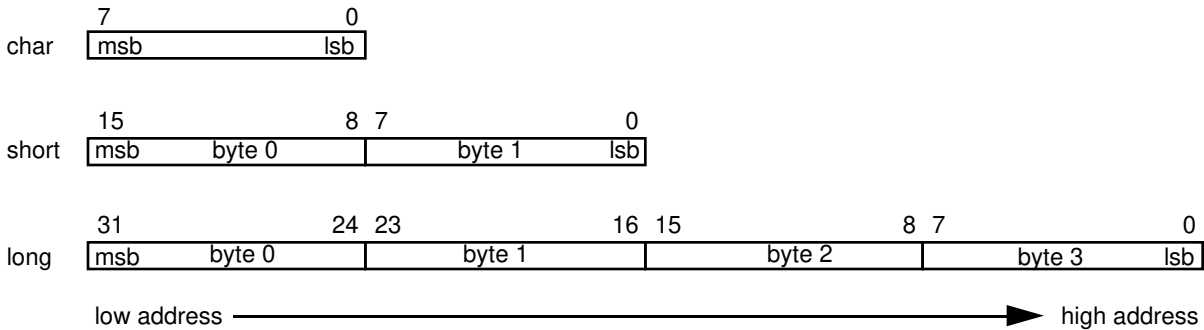 7 0
char msb lsb
15 8 7 0
short msb byte 0 byte 1 lsb
31 24 23 16 15 8 7 0
long msb byte 0 byte 1 byte 2 byte 3 lsb
low address high address